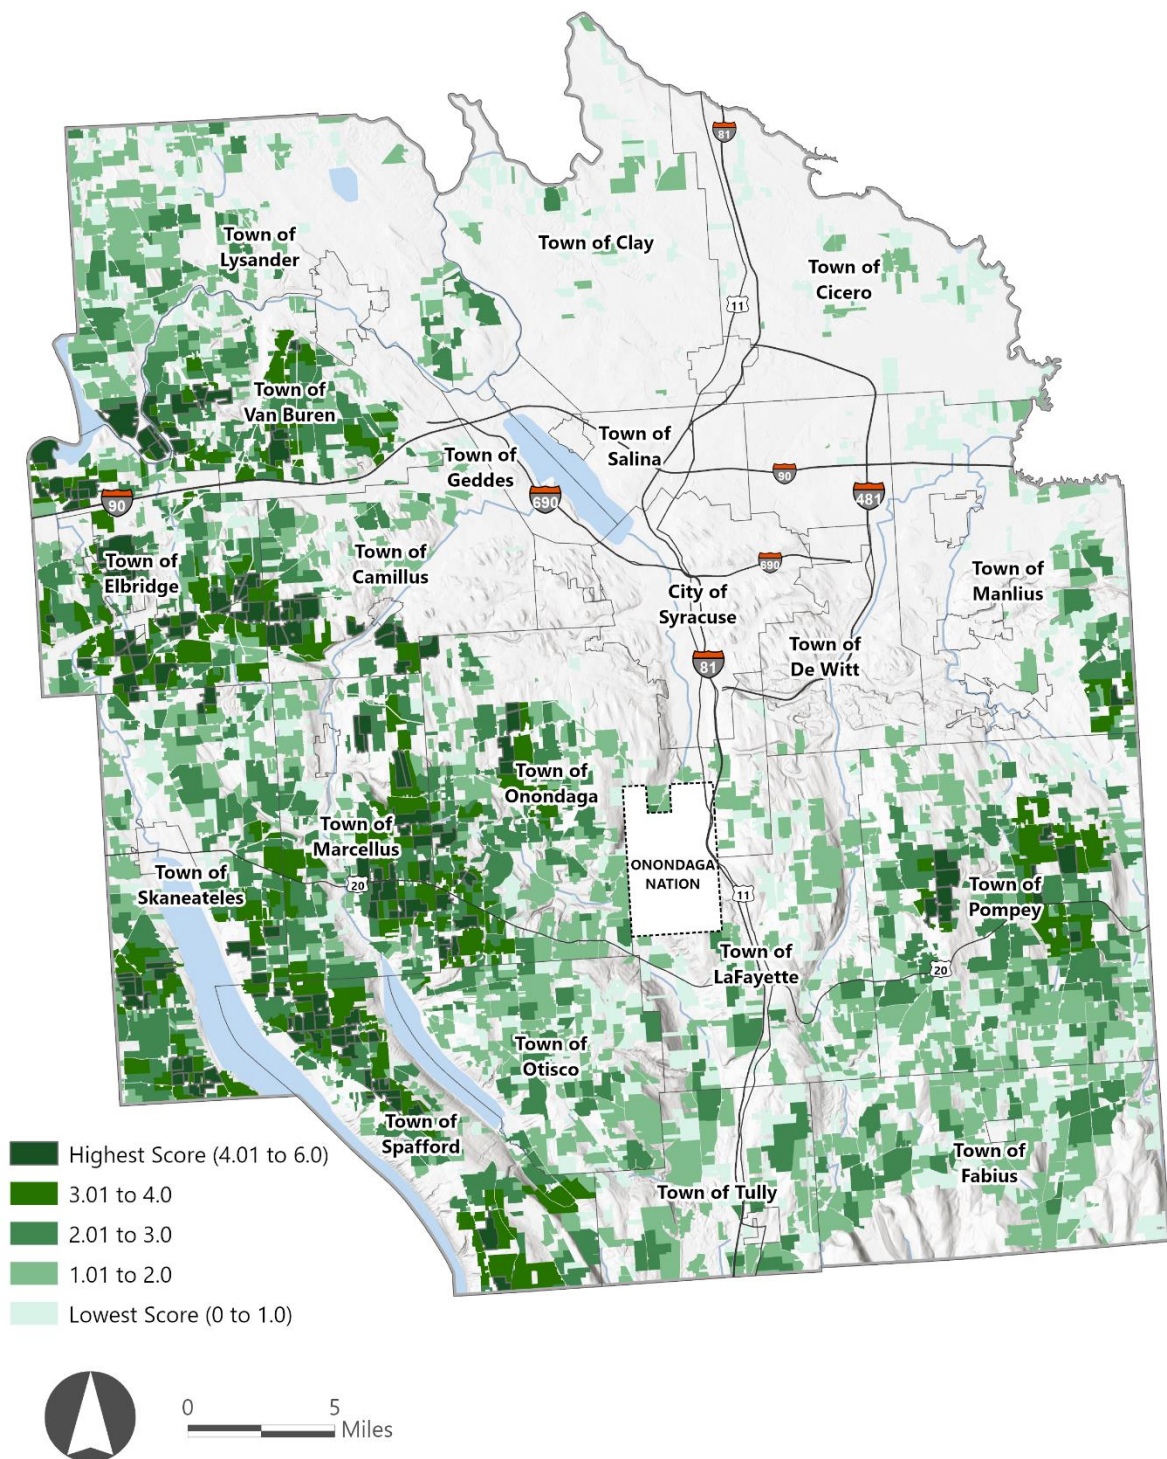 81
Town of
Lysander
Town of Clay
Town of
Cicero
11
Town of
Van Buren
Town of
Salina
Town of
Geddes
90
90
690
481
Town of
Elbridge
Town of
Camillus
690
Town of
Manlius
City of
Syracuse
Town of
De Witt
81
Town of
Onondaga
Town of
Marcellus
ONONDAGA
NATION
Town of
Skaneateles
20
11
Town of
Pompey
Town of
LaFayette
20
Town of
Otisco
Town of
Spafford
Town of
Fabius
Town of Tully
Highest Score (4.01 to 6.0)
3.01 to 4.0
2.01 to 3.0
1.01 to 2.0
Lowest Score (0 to 1.0)
0 5
Miles